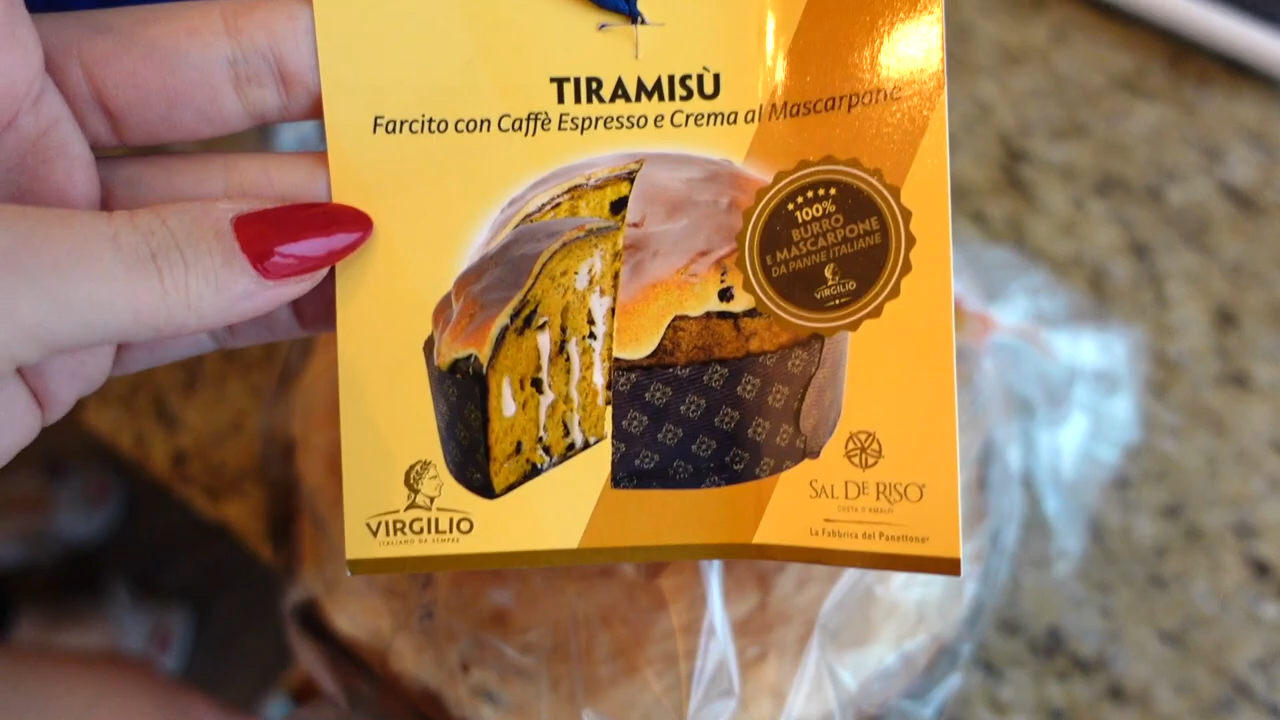 TIRAMISÙ
Farcito con Caffè Espresso e Crema al Mascarpone
100%
BURRO
E MASCARPONE
DA PANNE ITALIANE
VIRGILIO
VIRGILIO
ITALIANO DA SEMPRE
SAL DE RISO
COSTA D'AMALFI
La Fabbrica del Panettone